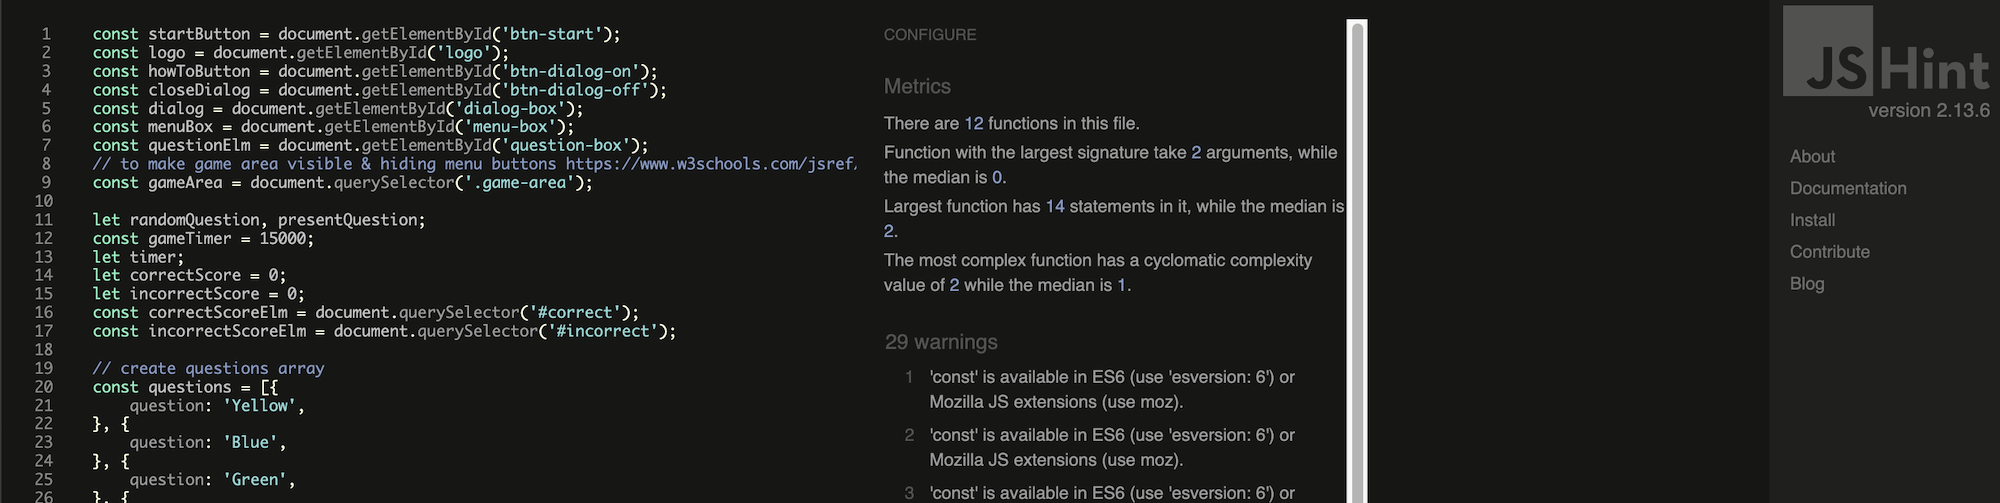 1 const startButton = document.getElementById('btn-start');
2 const logo = document.getElementById('logo');
3 const howToButton = document.getElementById('btn-dialog-on');
4 const closeDialog = document.getElementById('btn-dialog-off');
5 const dialog = document.getElementById('dialog-box');
6 const menuBox = document.getElementById('menu-box');
7 const questionElm = document.getElementById('question-box');
8 // to make game area visible & hiding menu buttons https://www.w3schools.com/jsref/
9 const gameArea = document.querySelector('.game-area');
10
11 let randomQuestion, presentQuestion;
12 const gameTimer = 15000;
13 let timer;
14 let correctScore = 0;
15 let incorrectScore = 0;
16 const correctScoreElm = document.querySelector('#correct');
17 const incorrectScoreElm = document.querySelector('#incorrect');
18
19 // create questions array
20 const questions = [{
21 question: 'Yellow',
22 }, {
23 question: 'Blue',
24 }, {
25 question: 'Green',
26 }, {
CONFIGURE
Metrics
There are 12 functions in this file.
Function with the largest signature take 2 arguments, while
the median is 0.
Largest function has 14 statements in it, while the median is
2.
The most complex function has a cyclomatic complexity
value of 2 while the median is 1.
29 warnings
1 'const' is available in ES6 (use 'esversion: 6') or
Mozilla JS extensions (use moz).
2 'const' is available in ES6 (use 'esversion: 6') or
Mozilla JS extensions (use moz).
3 'const' is available in ES6 (use 'esversion: 6') or
JSHint
version 2.13.6
About
Documentation
Install
Contribute
Blog